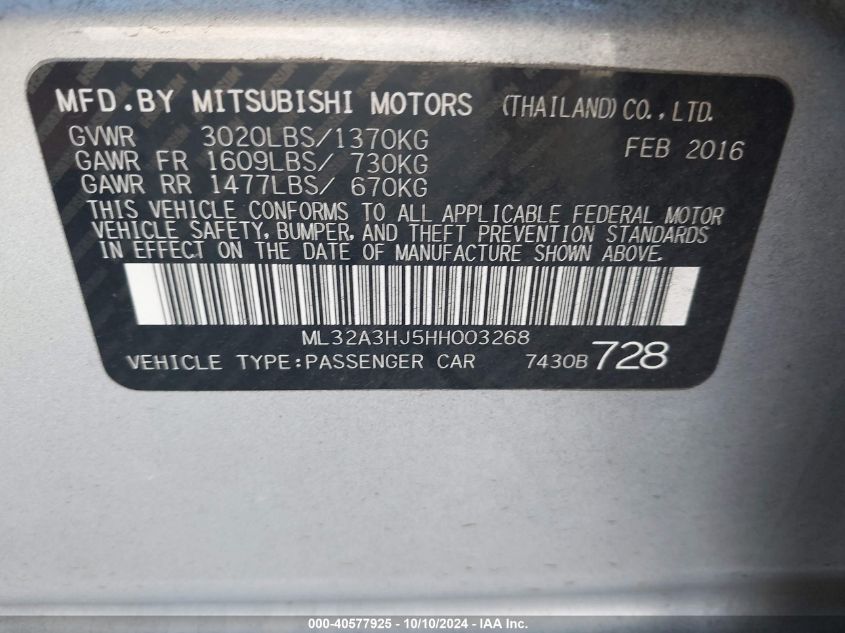 MFD.BY MITSUBISHI MOTORS (THAILAND)CO.,LTD.
GVWR 3020LBS/1370KG FEB 2016
GAWR FR 1609LBS/ 730KG
GAWR RR 1477LBS/ 670KG
THIS VEHICLE CONFORMS TO ALL APPLICABLE FEDERAL MOTOR
VEHICLE SAFETY, BUMPER, AND THEFT PREVENTION STANDARDS
IN EFFECT ON THE DATE OF MANUFACTURE SHOWN ABOVE.
ML32A3HJ5HH003268
VEHICLE TYPE:PASSENGER CAR 7430B 728
000-40577925 - 10/10/2024 - IAA Inc.